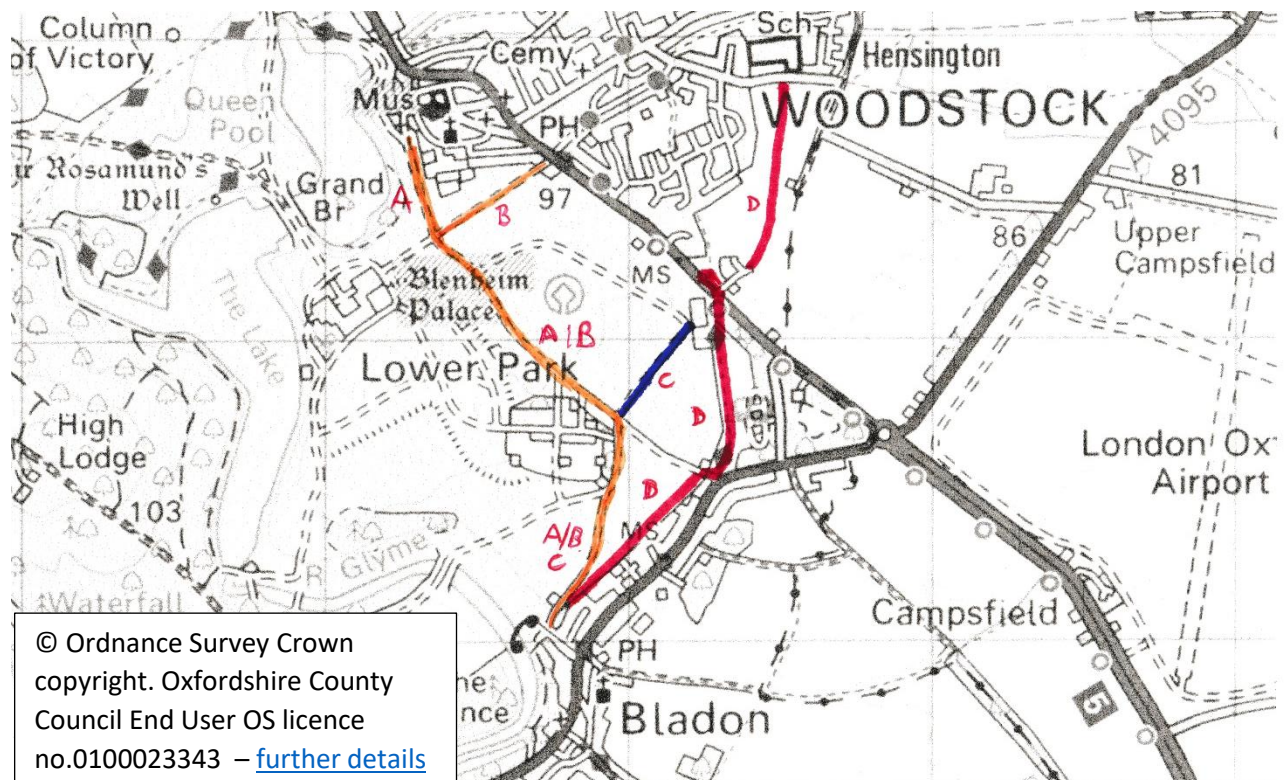 Column
of Victory
Sch
Cemy
Hensington
Queen
Pool
Mus
WOODSTOCK
PH
A 4095
Rosamund's
Well
Grand
Br
A
B
97
D
81
86
Upper
Campsfield
MS
Blenheim
Palace
The Lake
A/B
Lower Park
C
D
High
Lodge
London Ox
Airport
D
103
A/B
C
MS
R Glyme
Waterfall
Campsfield
PH
nce
Bladon
5
© Ordnance Survey Crown
copyright. Oxfordshire County
Council End User OS licence
no.0100023343 – further details